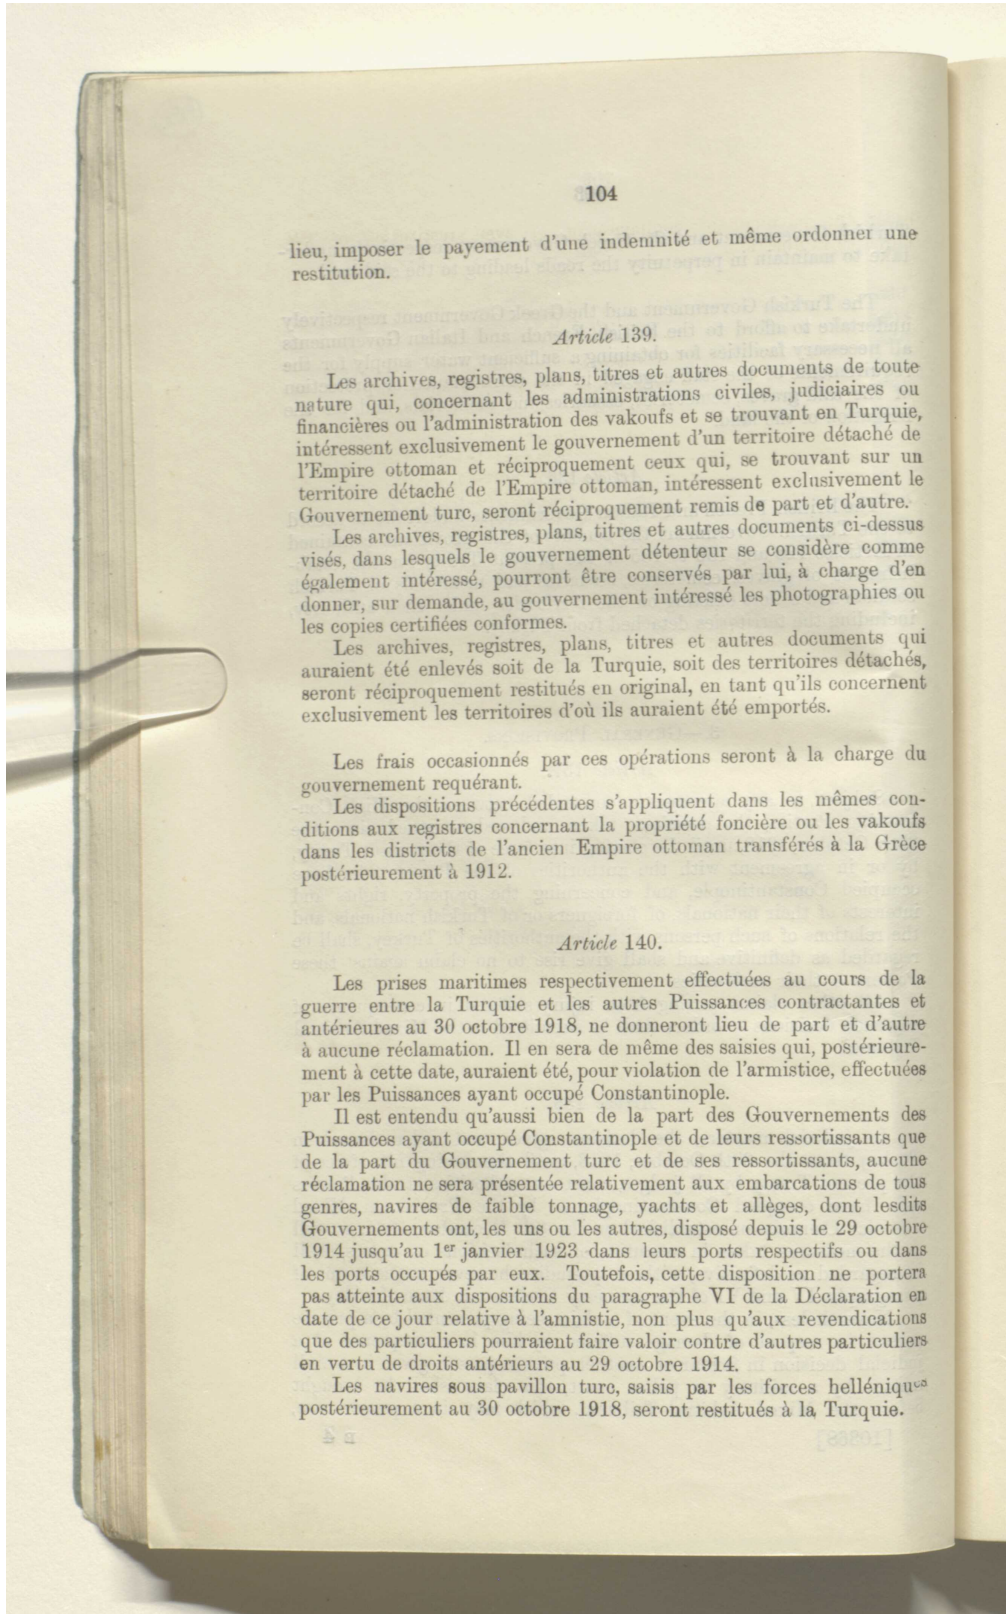 104
lieu, imposer le payement d'une indemnité et même ordonner une
restitution.
Article 139.
Les archives, registres, plans, titres et autres documents de toute
nature qui, concernant les administrations civiles, judiciaires ou
financières ou l'administration des vakoufs et se trouvant en Turquie,
intéressent exclusivement le gouvernement d'un territoire détaché de
l'Empire ottoman et réciproquement ceux qui, se trouvant sur un
territoire détaché de l'Empire ottoman, intéressent exclusivement le
Gouvernement turc, seront réciproquement remis de part et d'autre.
Les archives, registres, plans, titres et autres documents ci-dessus
visés, dans lesquels le gouvernement détenteur se considère comme
également intéressé, pourront être conservés par lui, à charge d'en
donner, sur demande, au gouvernement intéressé les photographies ou
les copies certifiées conformes.
Les archives, registres, plans, titres et autres documents qui
auraient été enlevés soit de la Turquie, soit des territoires détachés,
seront réciproquement restitués en original, en tant qu'ils concernent
exclusivement les territoires d'où ils auraient été emportés.
Les frais occasionnés par ces opérations seront à la charge du
gouvernement requérant.
Les dispositions précédentes s'appliquent dans les mêmes con-
ditions aux registres concernant la propriété foncière ou les vakoufs
dans les districts de l'ancien Empire ottoman transférés à la Grèce
postérieurement à 1912.
Article 140.
Les prises maritimes respectivement effectuées au cours de la
guerre entre la Turquie et les autres Puissances contractantes et
antérieures au 30 octobre 1918, ne donneront lieu de part et d'autre
à aucune réclamation. Il en sera de même des saisies qui, postérieure-
ment à cette date, auraient été, pour violation de l'armistice, effectuées
par les Puissances ayant occupé Constantinople.
Il est entendu qu'aussi bien de la part des Gouvernements des
Puissances ayant occupé Constantinople et de leurs ressortissants que
de la part du Gouvernement turc et de ses ressortissants, aucune
réclamation ne sera présentée relativement aux embarcations de tous
genres, navires de faible tonnage, yachts et allèges, dont lesdits
Gouvernements ont, les uns ou les autres, disposé depuis le 29 octobre
1914 jusqu'au 1er janvier 1923 dans leurs ports respectifs ou dans
les ports occupés par eux. Toutefois, cette disposition ne portera
pas atteinte aux dispositions du paragraphe VI de la Déclaration en
date de ce jour relative à l'amnistie, non plus qu'aux revendications
que des particuliers pourraient faire valoir contre d'autres particuliers
en vertu de droits antérieurs au 29 octobre 1914.
Les navires sous pavillon turc, saisis par les forces helléniques
postérieurement au 30 octobre 1918, seront restitués à la Turquie.